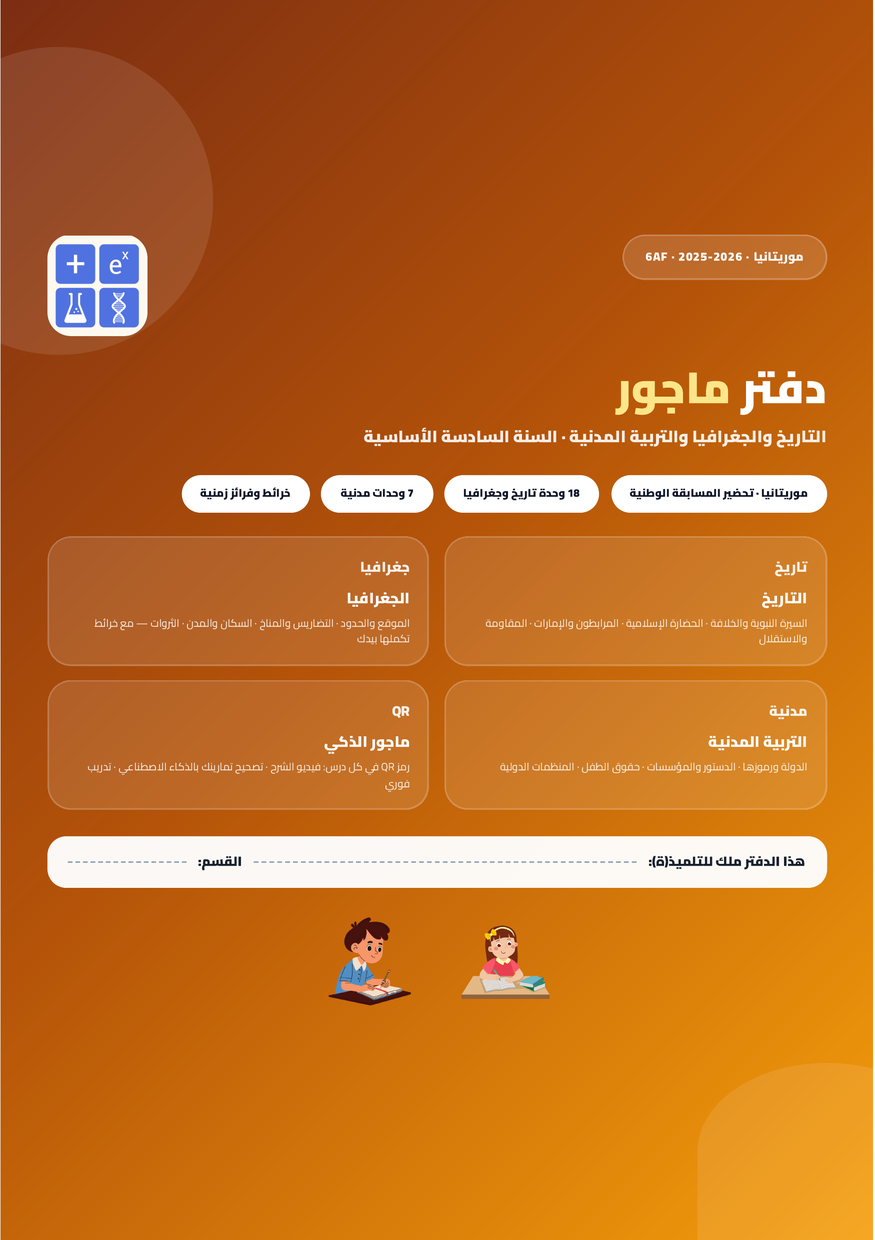 موريتانيا · 2026-2025 · 6AF
+
eˣ
دفتر ماجور
التاريخ والجغرافيا والتربية المدنية · السنة السادسة الأساسية
موريتانيا · تحضير المسابقة الوطنية
18 وحدة تاريخ وجغرافيا
7 وحدات مدنية
خرائط وفرائز زمنية
تاريخ
التاريخ
السيرة النبوية والخلافة · الحضارة الإسلامية · المرابطون والإمارات · المقاومة
والاستقلال
جغرافيا
الجغرافيا
الموقع والحدود · التضاريس والمناخ · السكان والمدن · الثروات — مع خرائط
تكملها بيدك
مدنية
التربية المدنية
الدولة ورموزها · الدستور والمؤسسات · حقوق الطفل · المنظمات الدولية
QR
ماجور الذكي
رمز QR في كل درس: فيديو الشرح · تصحيح تمارينك بالذكاء الاصطناعي · تدريب
فوري
هذا الدفتر ملك للتلميذ(ة): القسم: